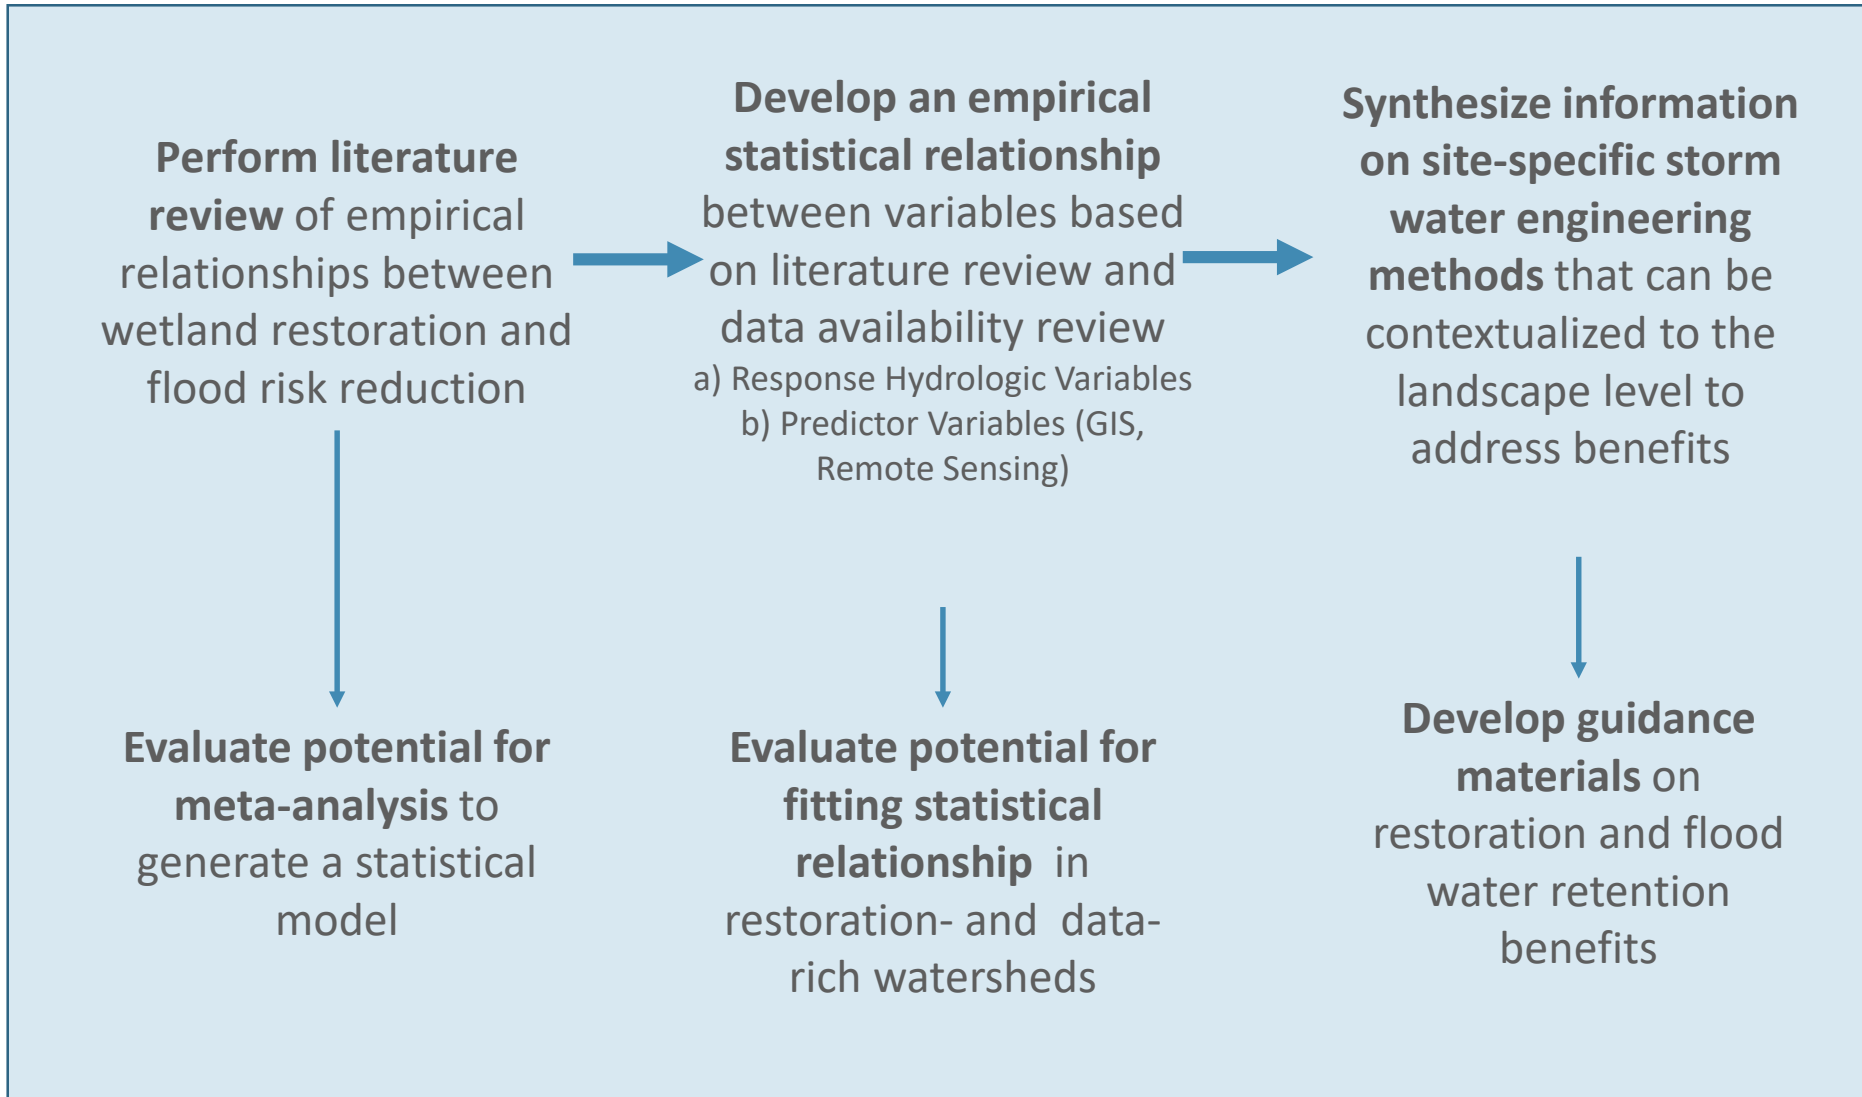 Perform literature
review of empirical
relationships between
wetland restoration and
flood risk reduction
Develop an empirical
statistical relationship
between variables based
on literature review and
data availability review
a) Response Hydrologic Variables
b) Predictor Variables (GIS,
Remote Sensing)
Synthesize information
on site-specific storm
water engineering
methods that can be
contextualized to the
landscape level to
address benefits
Evaluate potential for
meta-analysis to
generate a statistical
model
Evaluate potential for
fitting statistical
relationship in
restoration- and data-
rich watersheds
Develop guidance
materials on
restoration and flood
water retention
benefits